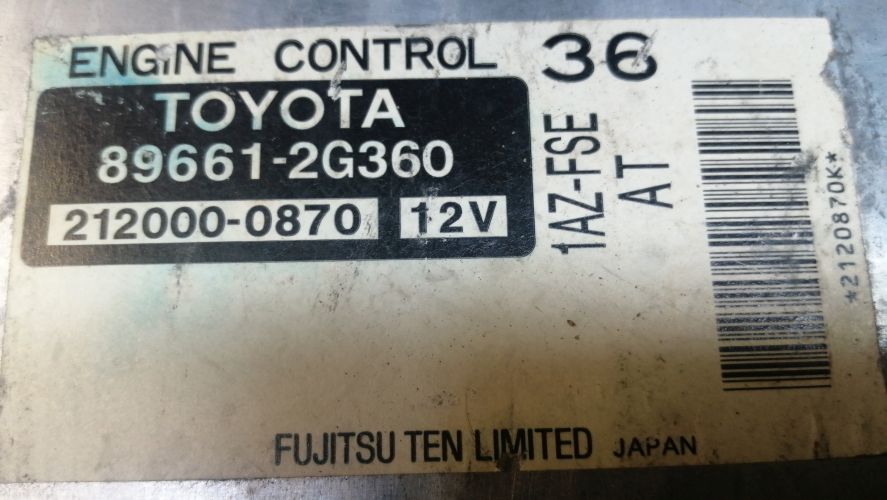 ENGINE CONTROL 36
TOYOTA
89661-2G360
212000-0870 12V
1AZ-FSE
AT
*2120870K*
FUJITSU TEN LIMITED JAPAN